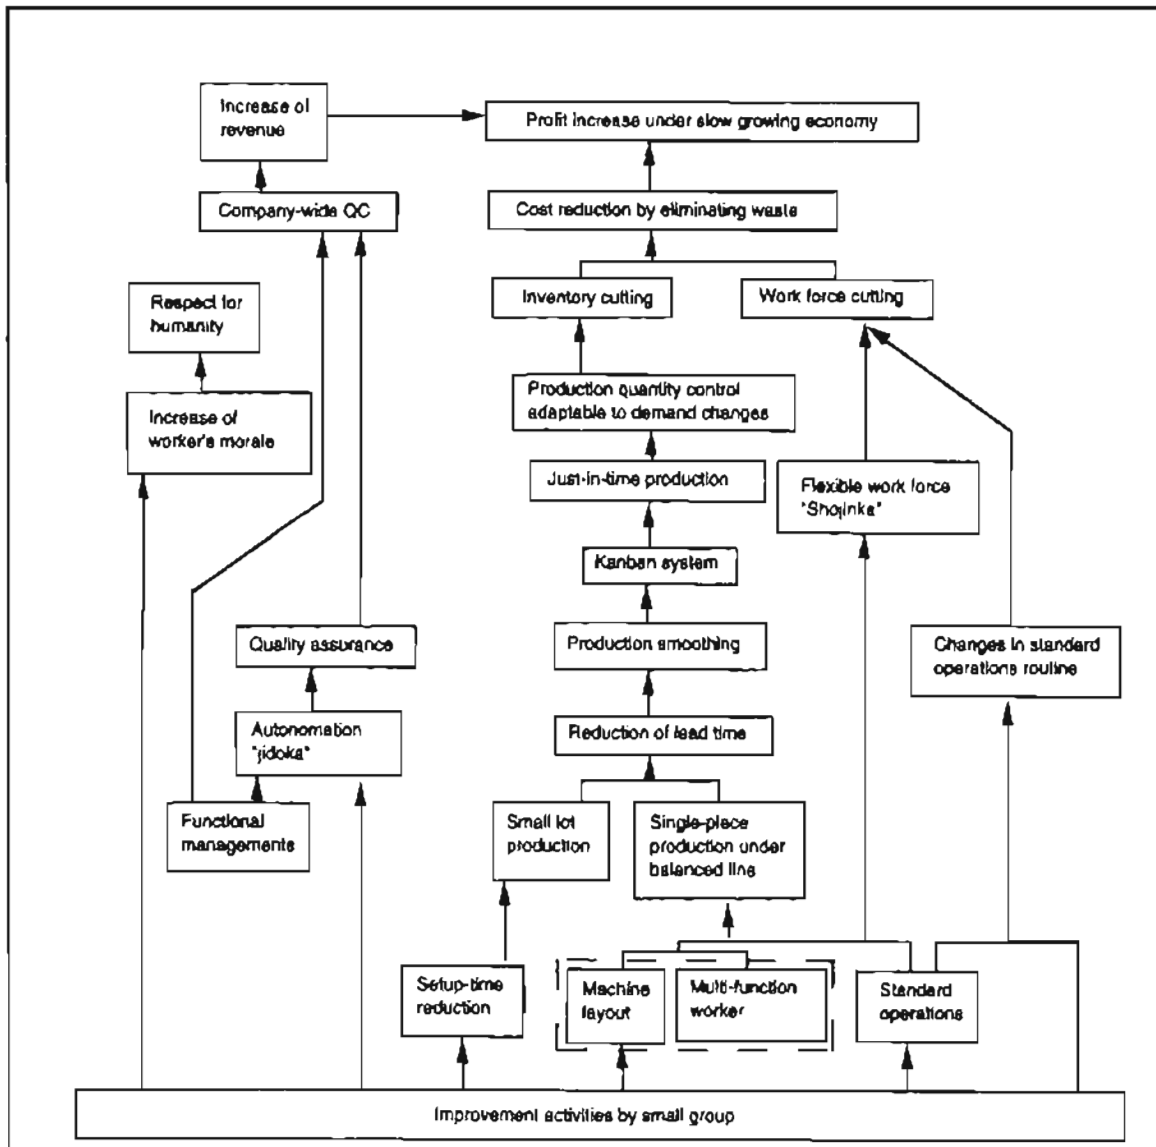 Increase of
revenue
Profit increase under slow growing economy
Company-wide QC
Cost reduction by eliminating waste
Respect for
humanity
Inventory cutting
Work force cutting
Increase of
worker's morale
Production quantity control
adaptable to demand changes
Just-in-time production
Flexible work force
"Shojinka"
Kanban system
Quality assurance
Production smoothing
Changes in standard
operations routine
Autonomation
"jidoka"
Reduction of lead time
Functional
managements
Small lot
production
Single-piece
production under
balanced line
Setup-time
reduction
Machine
layout
Multi-function
worker
Standard
operations
Improvement activities by small group